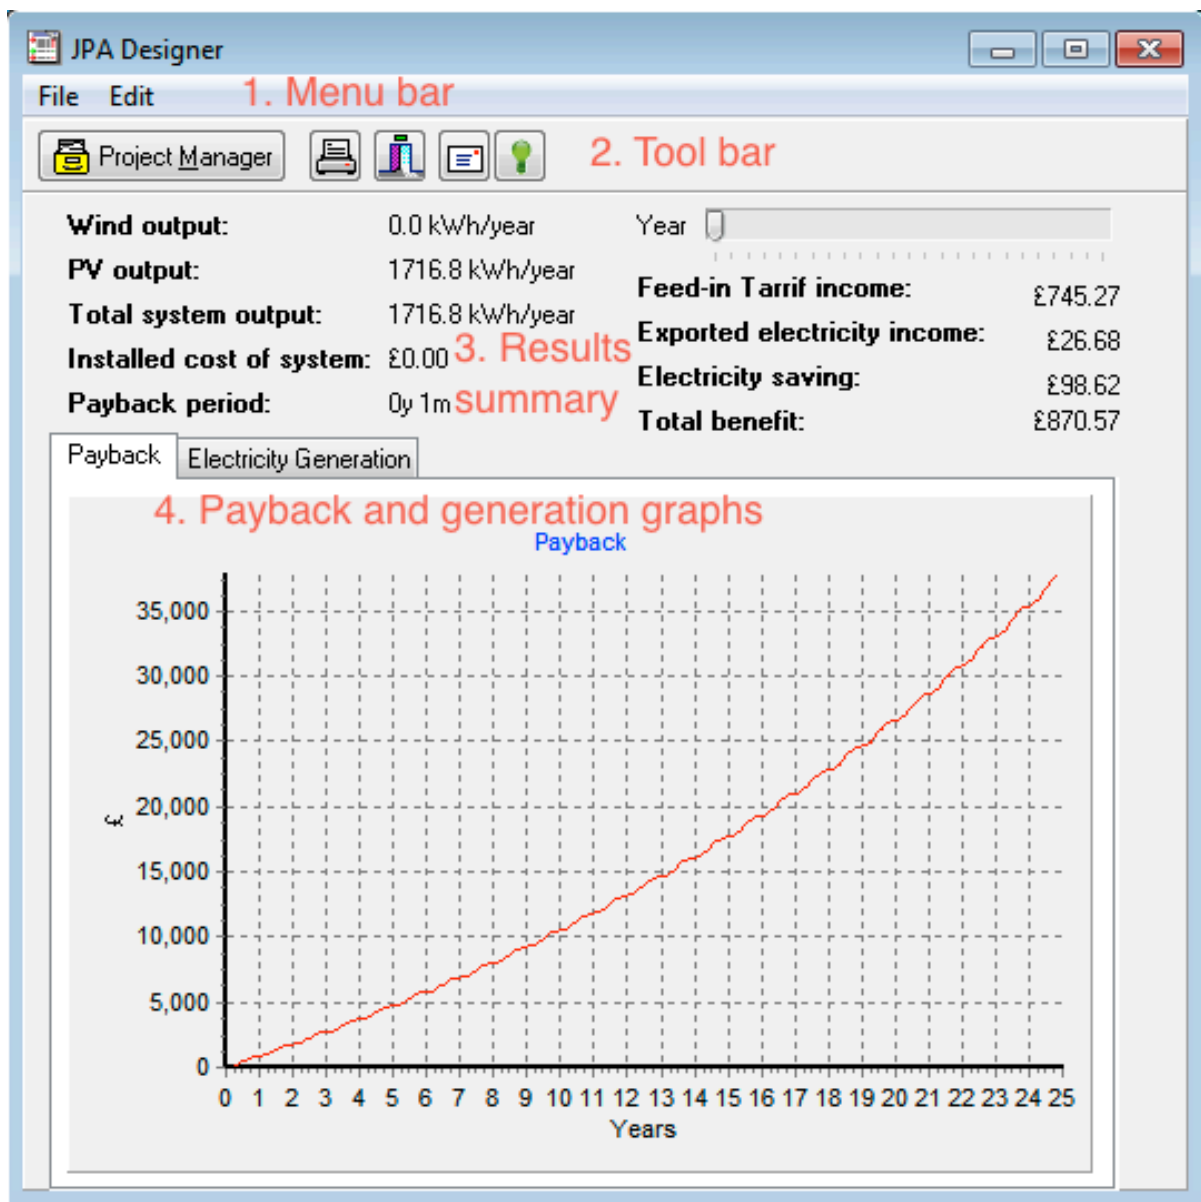 JPA Designer
File Edit 1. Menu bar
Project Manager 2. Tool bar
Wind output: 0.0 kWh/year Year
PV output: 1716.8 kWh/year
Feed-in Tarrif income: £745.27
Total system output: 1716.8 kWh/year
Exported electricity income: £26.68
Installed cost of system: £0.00 3. Results
Electricity saving: £98.62
Payback period: 0y 1m summary
Total benefit: £870.57
Payback Electricity Generation
4. Payback and generation graphs
Payback
35,000
30,000
25,000
20,000
£
15,000
10,000
5,000
0
0 1 2 3 4 5 6 7 8 9 10 11 12 13 14 15 16 17 18 19 20 21 22 23 24 25
Years